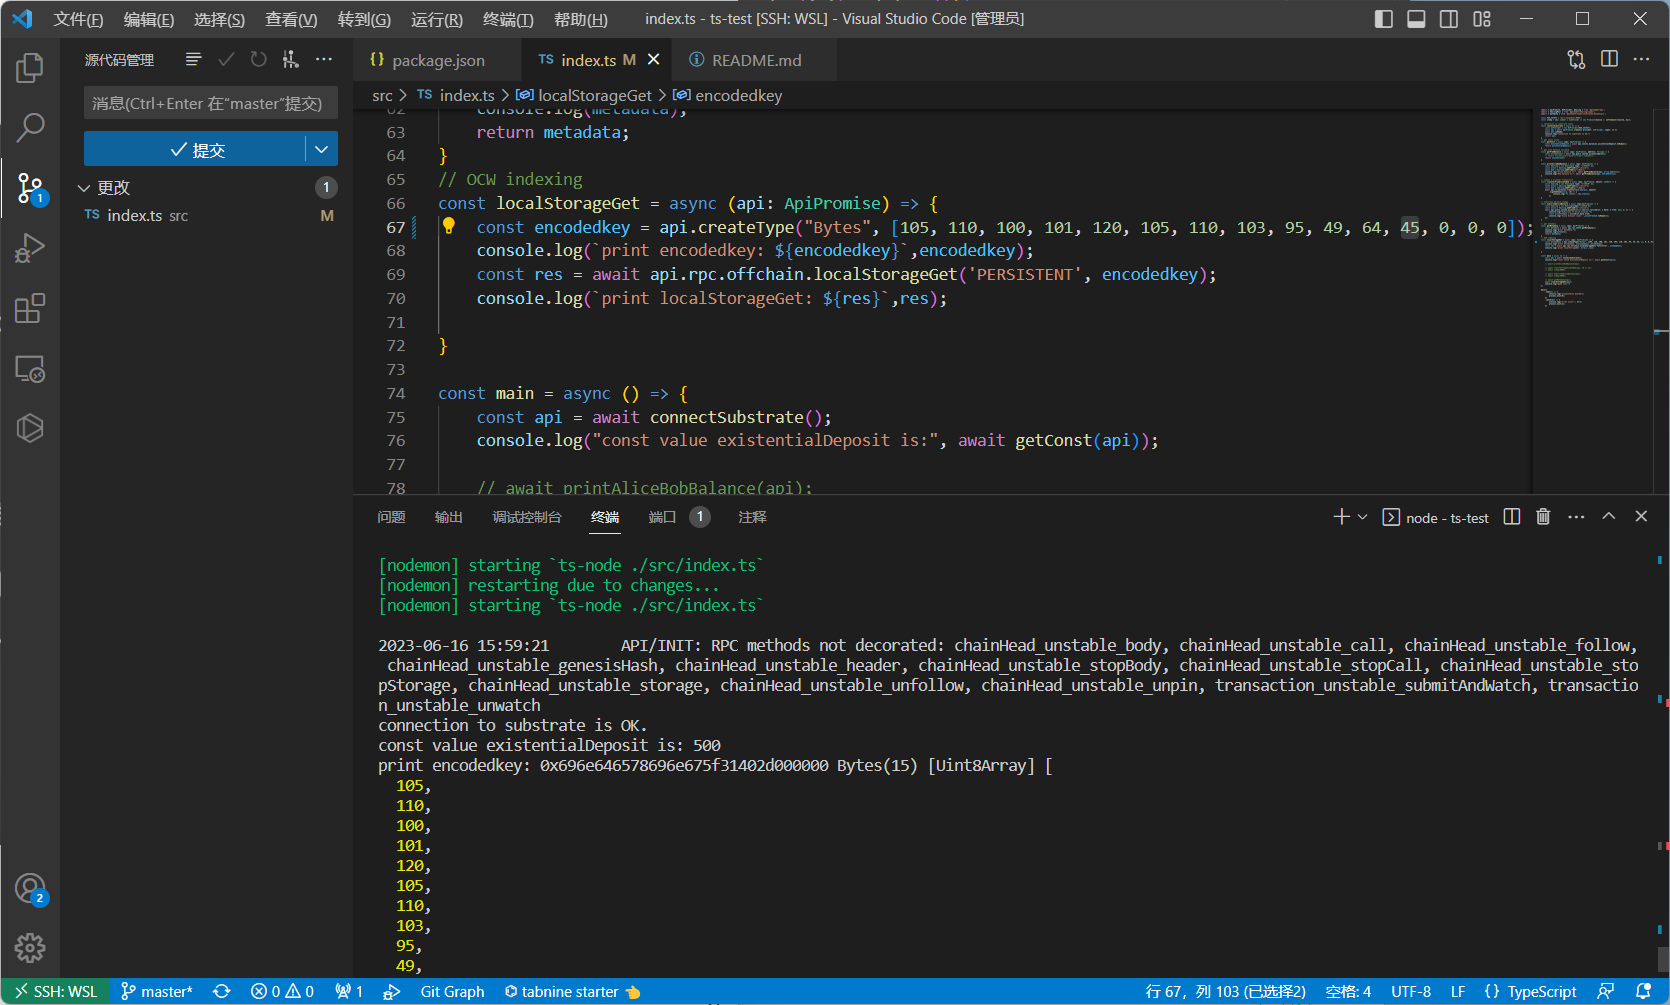 文件(F) 编辑(E) 选择(S) 查看(V) 转到(G) 运行(R) 终端(T) 帮助(H) index.ts - ts-test [SSH: WSL] - Visual Studio Code [管理员]
源代码管理
消息(Ctrl+Enter 在“master”提交)
提交
更改 1
TS index.ts src M
{} package.json
TS index.ts M
README.md
src > TS index.ts > localStorageGet > encodedkey
62 console.log(metadata);
63 return metadata;
64 }
65 // OCW indexing
66 const localStorageGet = async (api: ApiPromise) => {
67 const encodedkey = api.createType("Bytes", [105, 110, 100, 101, 120, 105, 110, 103, 95, 49, 64, 45, 0, 0, 0]);
68 console.log(`print encodedkey: ${encodedkey}`,encodedkey);
69 const res = await api.rpc.offchain.localStorageGet('PERSISTENT', encodedkey);
70 console.log(`print localStorageGet: ${res}`,res);
71
72 }
73
74 const main = async () => {
75 const api = await connectSubstrate();
76 console.log("const value existentialDeposit is:", await getConst(api));
77
78 // await printAliceBobBalance(api);
问题 输出 调试控制台 终端 端口 1 注释
node - ts-test
[nodemon] starting `ts-node ./src/index.ts`
[nodemon] restarting due to changes...
[nodemon] starting `ts-node ./src/index.ts`
2023-06-16 15:59:21 API/INIT: RPC methods not decorated: chainHead_unstable_body, chainHead_unstable_call, chainHead_unstable_follow,
chainHead_unstable_genesisHash, chainHead_unstable_header, chainHead_unstable_stopBody, chainHead_unstable_stopCall, chainHead_unstable_sto
pStorage, chainHead_unstable_storage, chainHead_unstable_unfollow, chainHead_unstable_unpin, transaction_unstable_submitAndWatch, transactio
n_unstable_unwatch
connection to substrate is OK.
const value existentialDeposit is: 500
print encodedkey: 0x696e646578696e675f31402d000000 Bytes(15) [Uint8Array] [
105,
110,
100,
101,
120,
105,
110,
103,
95,
49,
1
2
SSH: WSL master* 0 0 1 Git Graph tabnine starter 行 67，列 103 (已选择2) 空格: 4 UTF-8 LF {} TypeScript